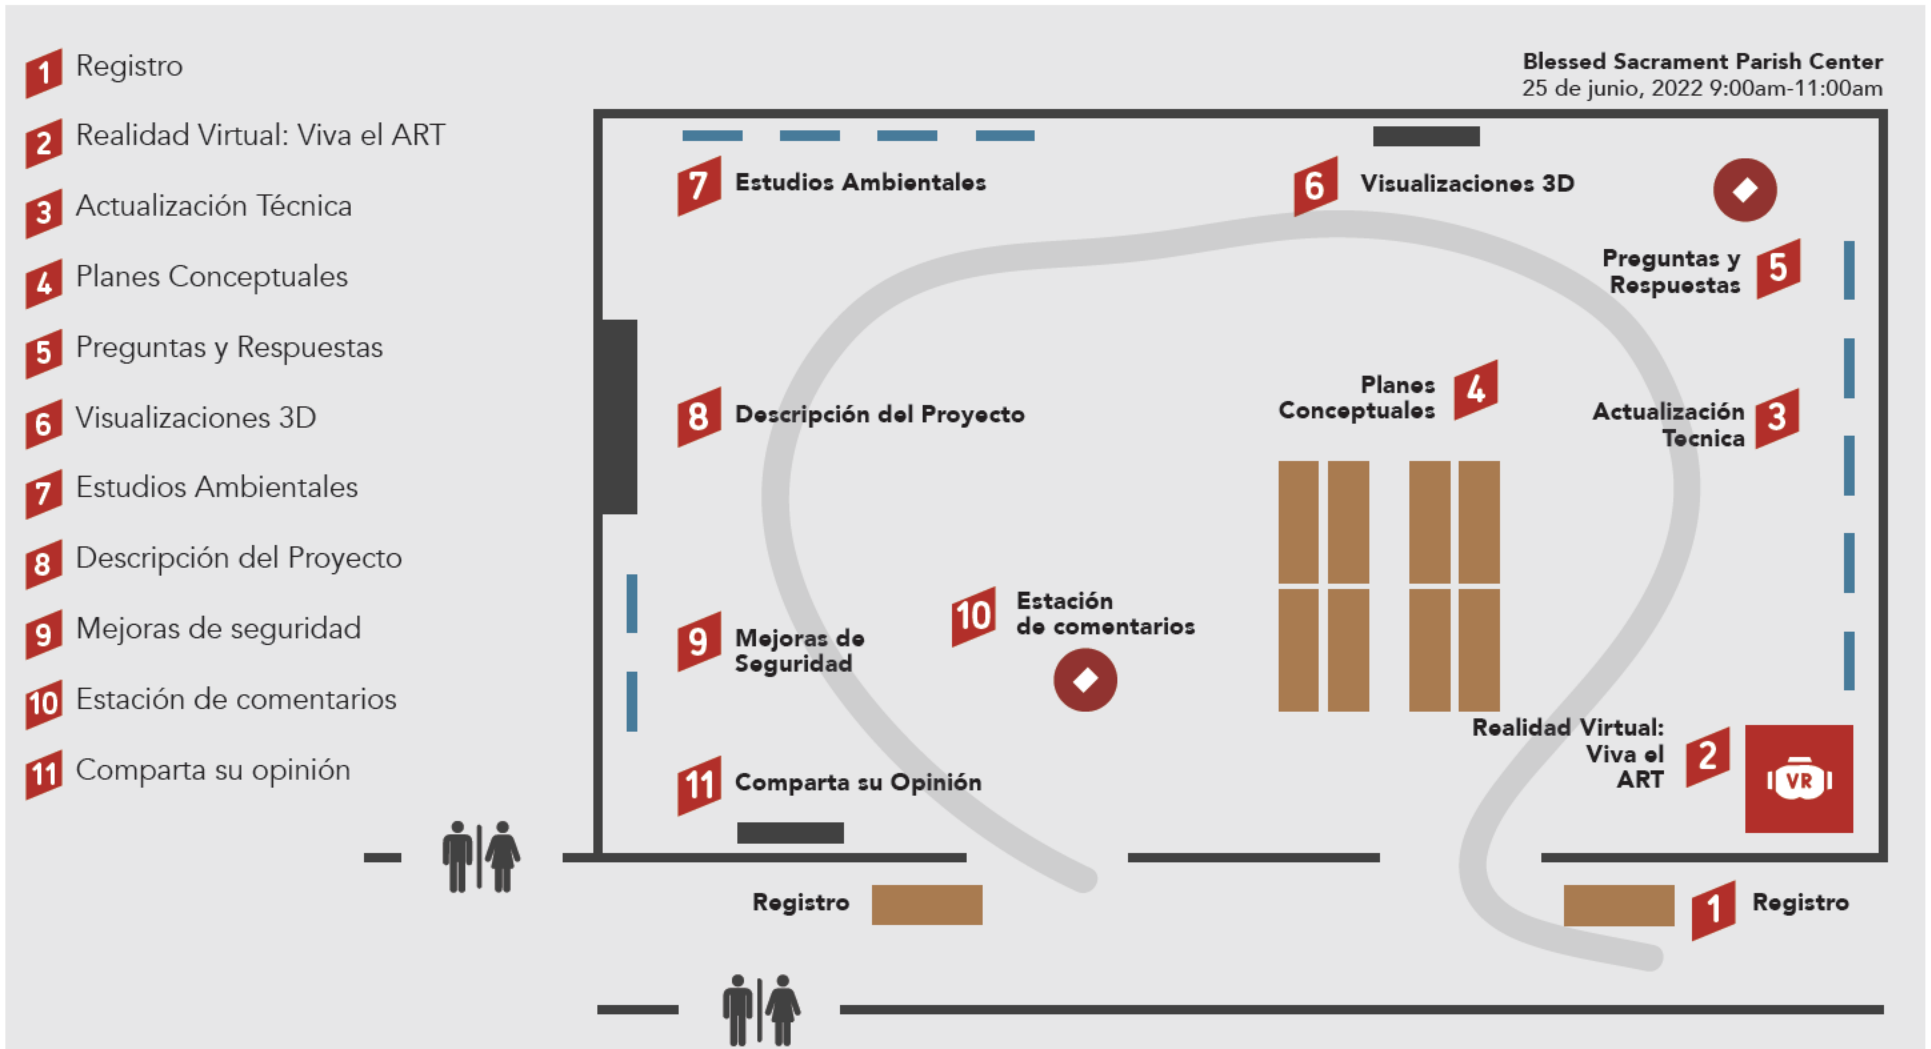 1 Registro
2 Realidad Virtual: Viva el ART
3 Actualización Técnica
4 Planes Conceptuales
5 Preguntas y Respuestas
6 Visualizaciones 3D
7 Estudios Ambientales
8 Descripción del Proyecto
9 Mejoras de seguridad
10 Estación de comentarios
11 Comparta su opinión
Blessed Sacrament Parish Center
25 de junio, 2022 9:00am-11:00am
7 Estudios Ambientales
6 Visualizaciones 3D
Preguntas y
Respuestas
5
Planes
Conceptuales
4
Actualización
Tecnica
3
8 Descripción del Proyecto
10 Estación
de comentarios
9 Mejoras de
Seguridad
Realidad Virtual:
Viva el
ART
2
VR
11 Comparta su Opinión
Registro
1 Registro